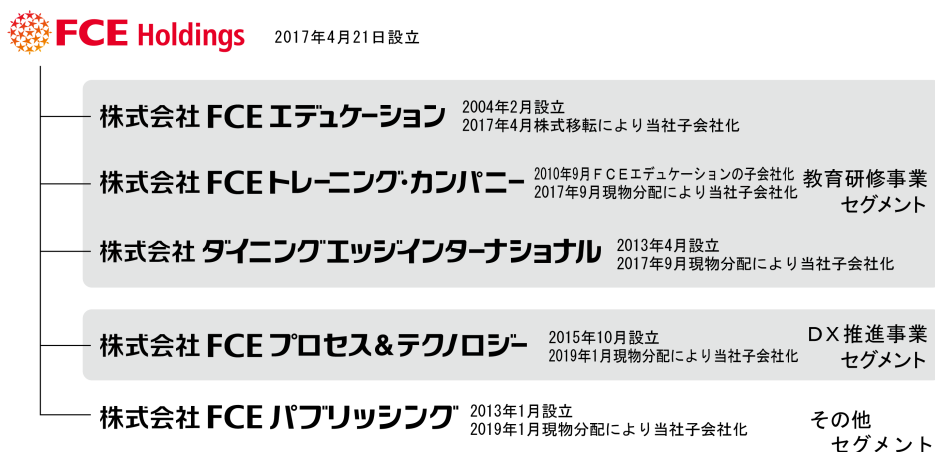 FCE Holdings 2017年4月21日設立
株式会社 FCE エデュケーション 2004年2月設立
2017年4月株式移転により当社子会社化
株式会社 FCE トレーニング・カンパニー 2010年9月ＦＣＥエデュケーションの子会社化
2017年9月現物分配により当社子会社化
教育研修事業
セグメント
株式会社 ダイニングエッジインターナショナル 2013年4月設立
2017年9月現物分配により当社子会社化
株式会社 FCE プロセス&テクノロジー 2015年10月設立
2019年1月現物分配により当社子会社化
ＤＸ推進事業
セグメント
株式会社 FCE パブリッシング 2013年1月設立
2019年1月現物分配により当社子会社化
その他
セグメント